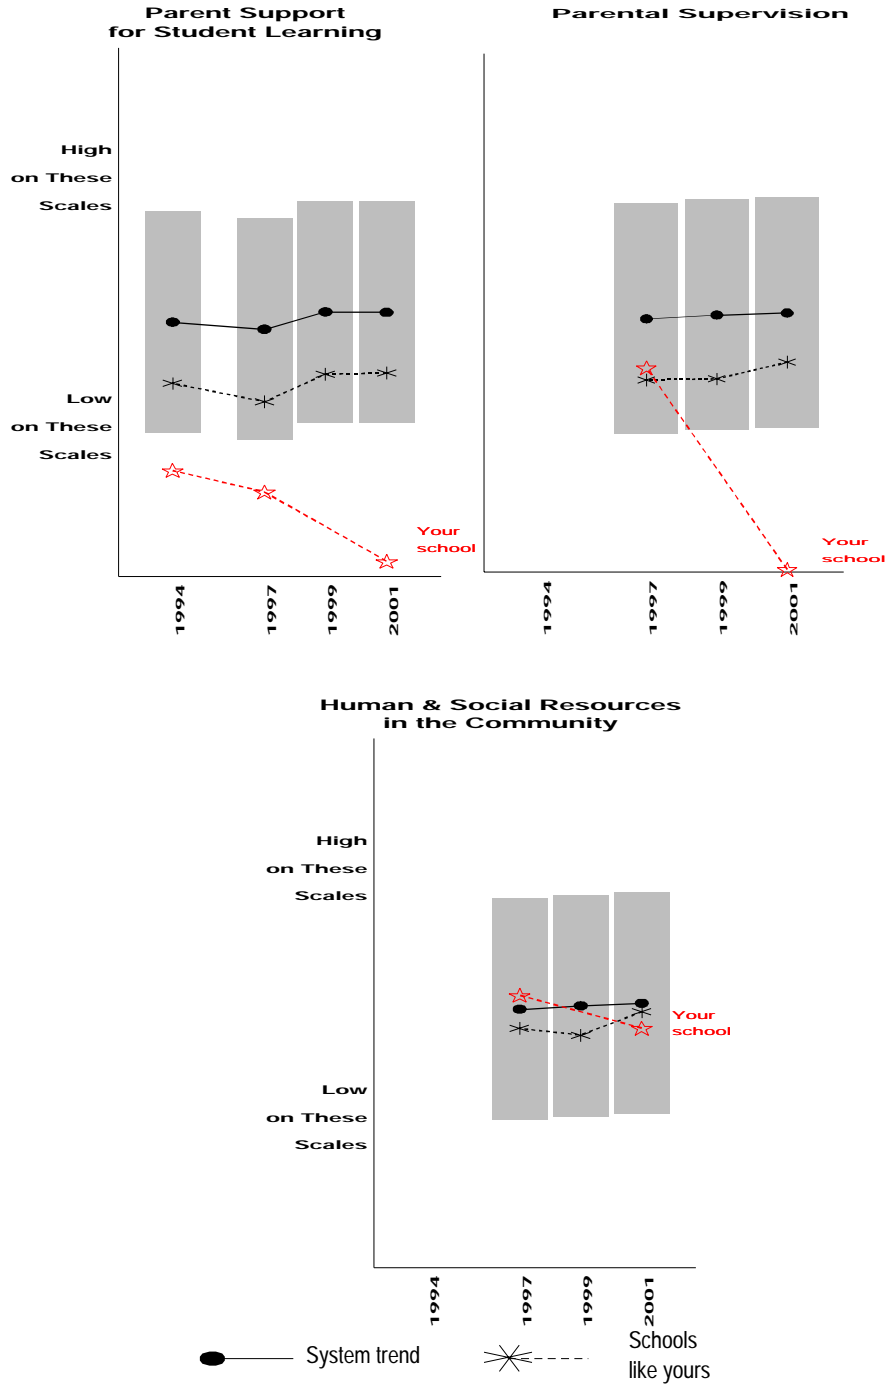 Parent Support
for Student Learning
High
on These
Scales
Low
on These
Scales
Your
school
1994
1997
1999
2001
Parental Supervision
Your
school
1994
1997
1999
2001
Human & Social Resources
in the Community
High
on These
Scales
Low
on These
Scales
Your
school
1994
1997
1999
2001
System trend
Schools
like yours